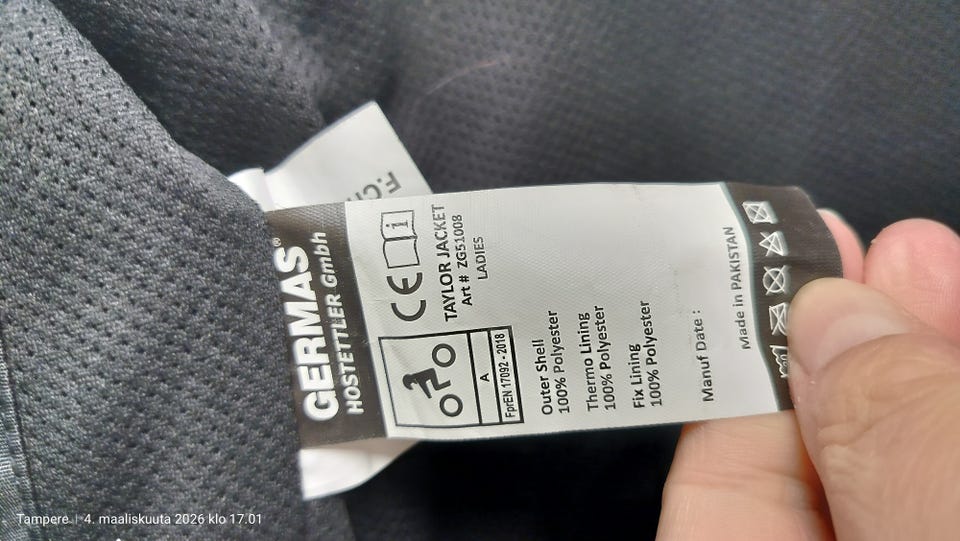 GERMAS®
HOSTETTLER Gmbh
A
FprEN 17092 - 2018
CE i
TAYLOR JACKET
Art # ZG51008
LADIES
Outer Shell
100% Polyester
Thermo Lining
100% Polyester
Fix Lining
100% Polyester
Manuf Date :
Made in PAKISTAN
Tampere | 4. maaliskuuta 2026 klo 17.01